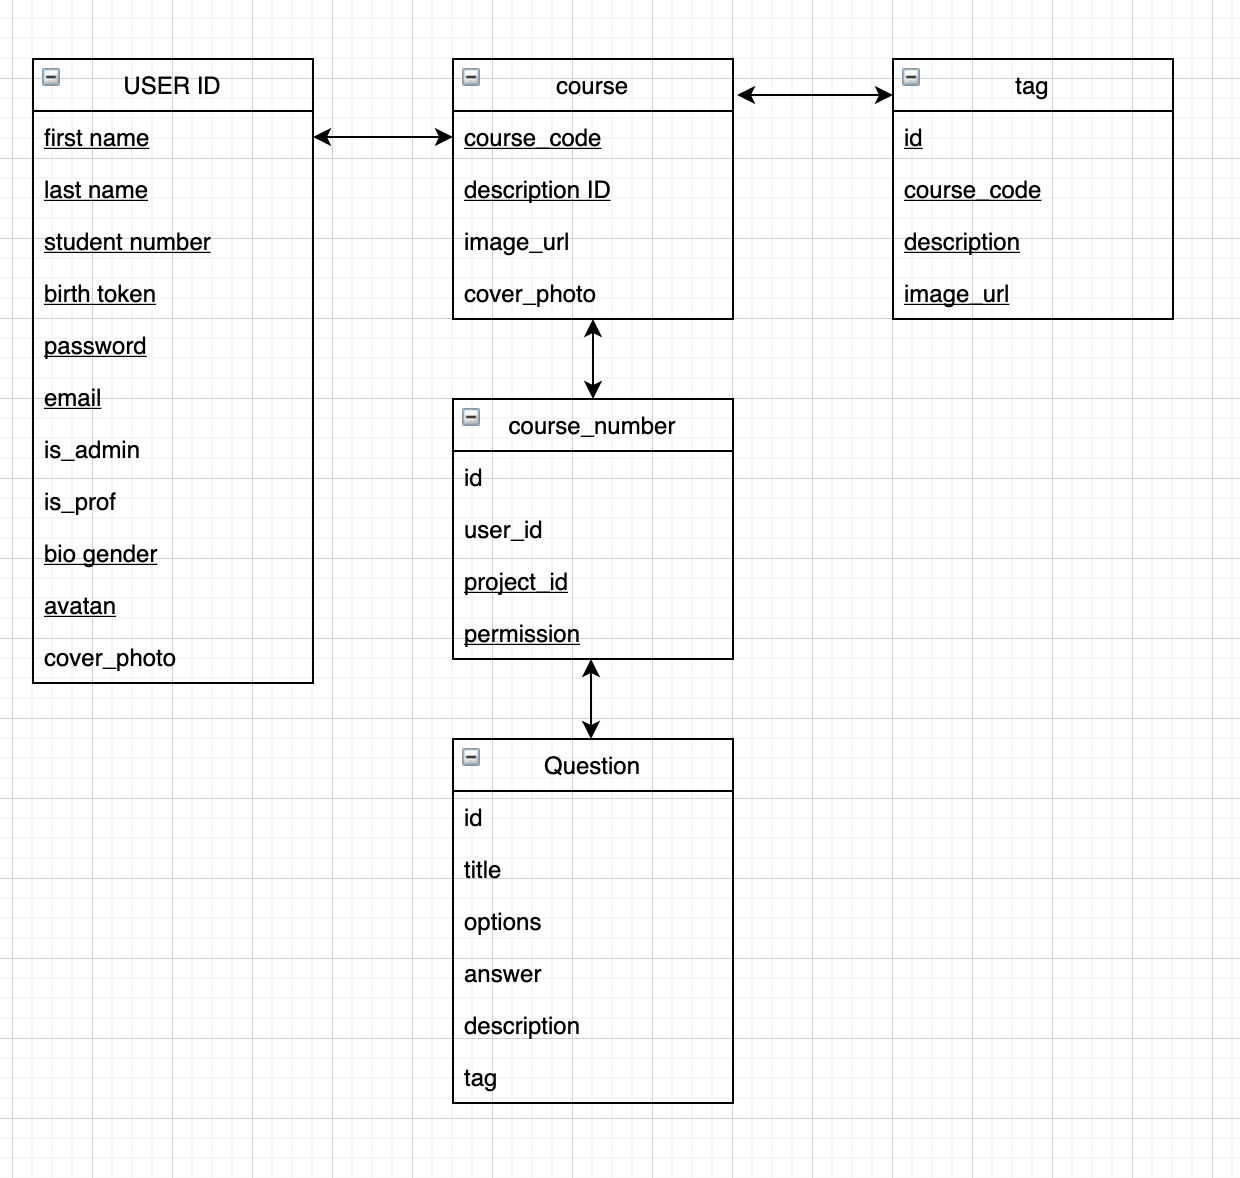 USER ID
first name
last name
student number
birth token
password
email
is_admin
is_prof
bio gender
avatan
cover_photo
course
course_code
description ID
image_url
cover_photo
tag
id
course_code
description
image_url
course_number
id
user_id
project_id
permission
Question
id
title
options
answer
description
tag